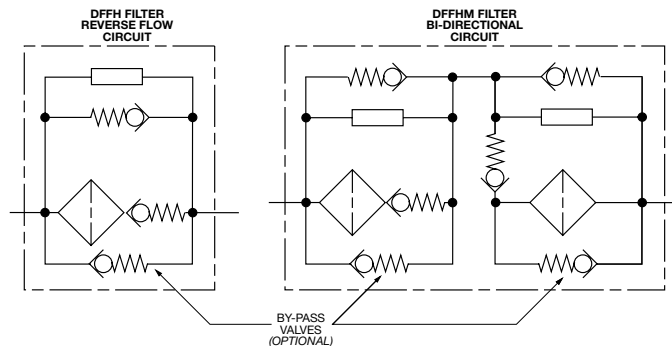 DFFH FILTER
REVERSE FLOW
CIRCUIT
DFFHM FILTER
BI-DIRECTIONAL
CIRCUIT
BY-PASS
VALVES
(OPTIONAL)